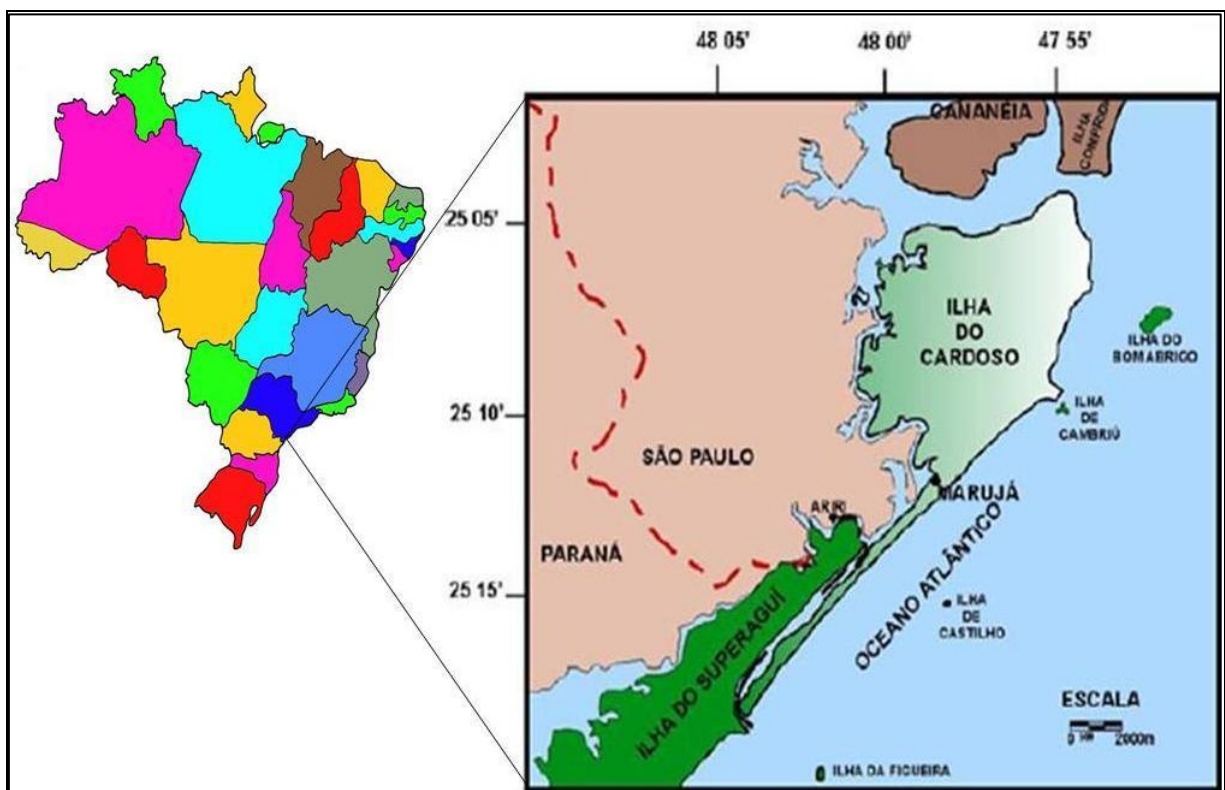 48 05'
48 00'
47 55'
CANANÉIA
ILHA
COMPRIDA
25 05'
ILHA
DO
CARDOSO
ILHA DO
BOMABRICO
25 10'
ILHA
DE
CAMBRIÚ
SÃO PAULO
MARUJÁ
ARIRI
PARANÁ
OCEANO ATLÂNTICO
25 15'
ILHA
DE
CASTILHO
ILHA DO SUPERAGUÍ
ESCALA
0
2000m
ILHA DA FIGUEIRA